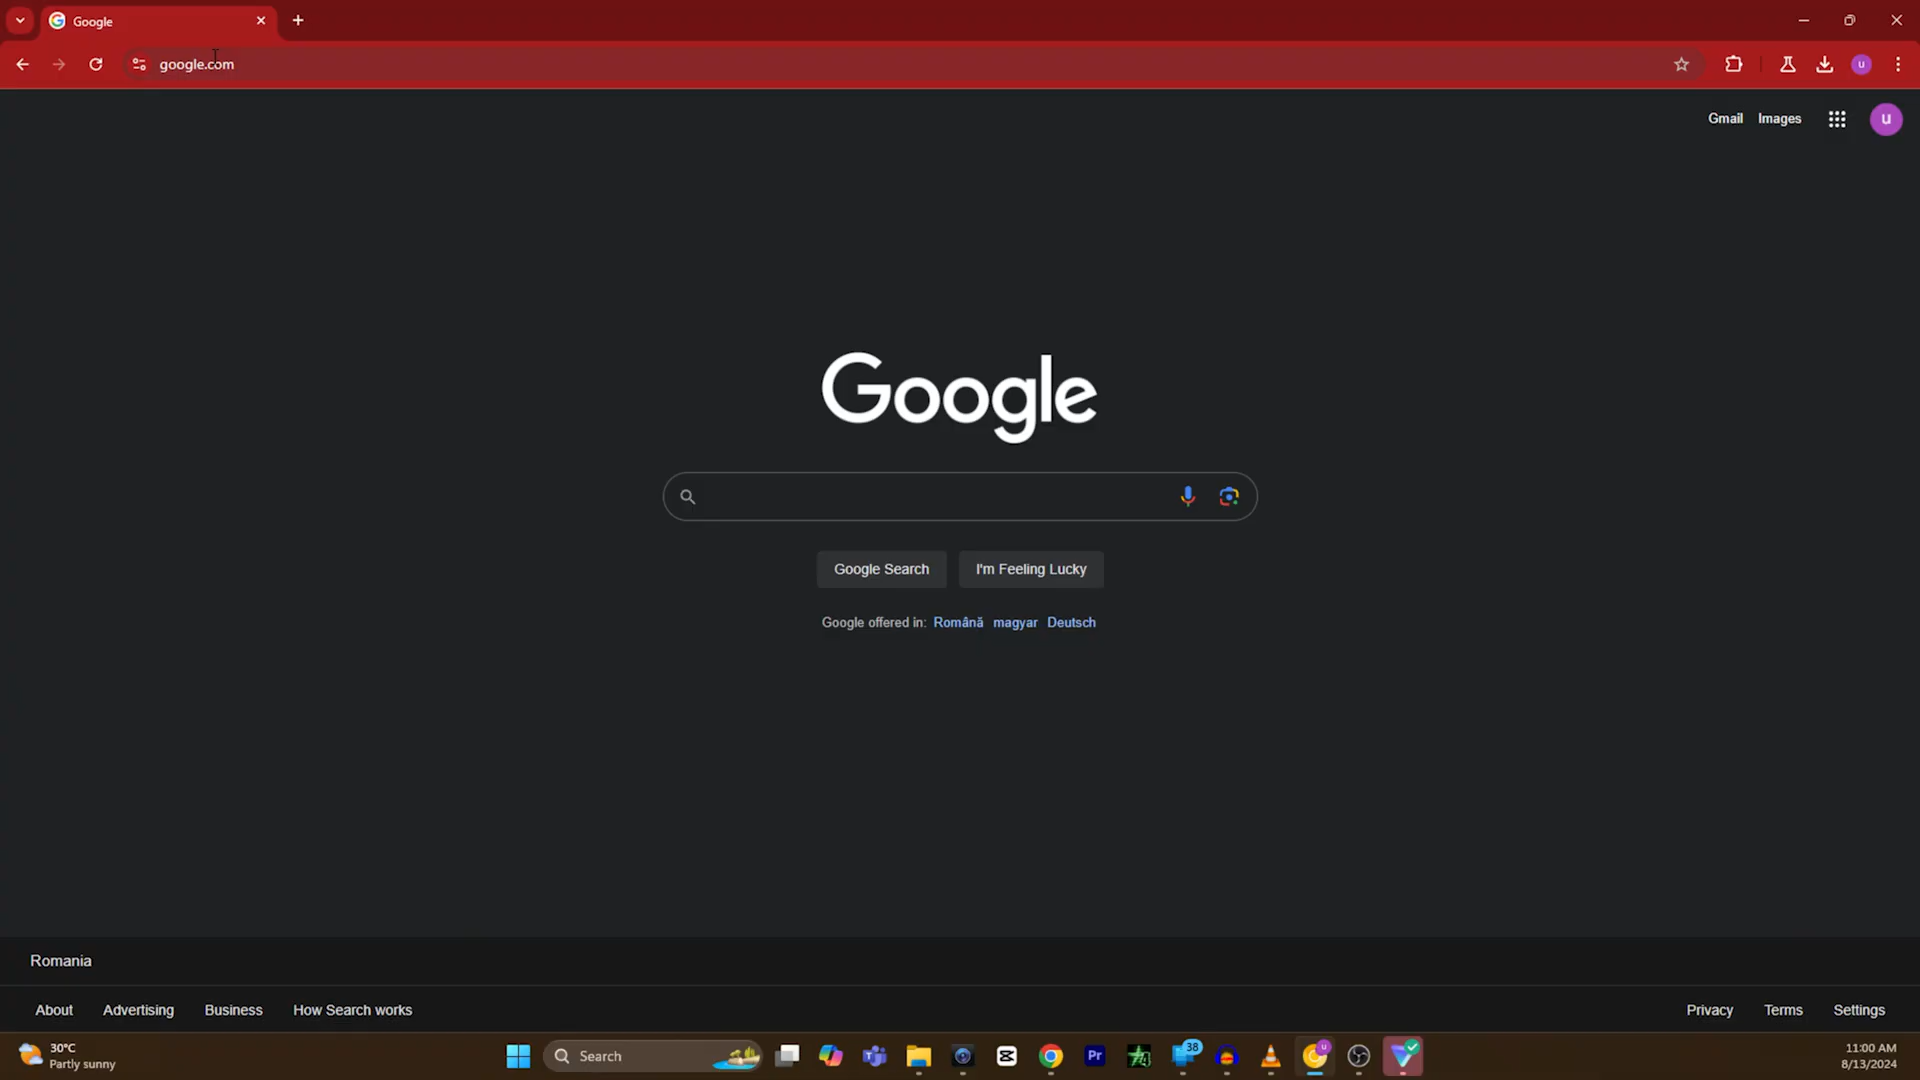 Google
google.com
u
Gmail Images
u
Google
Google Search I'm Feeling Lucky
Google offered in: Română magyar Deutsch
Romania
About Advertising Business How Search works
Privacy Terms Settings
30°C
Partly sunny
Search
Pr
38
u
11:00 AM
8/13/2024